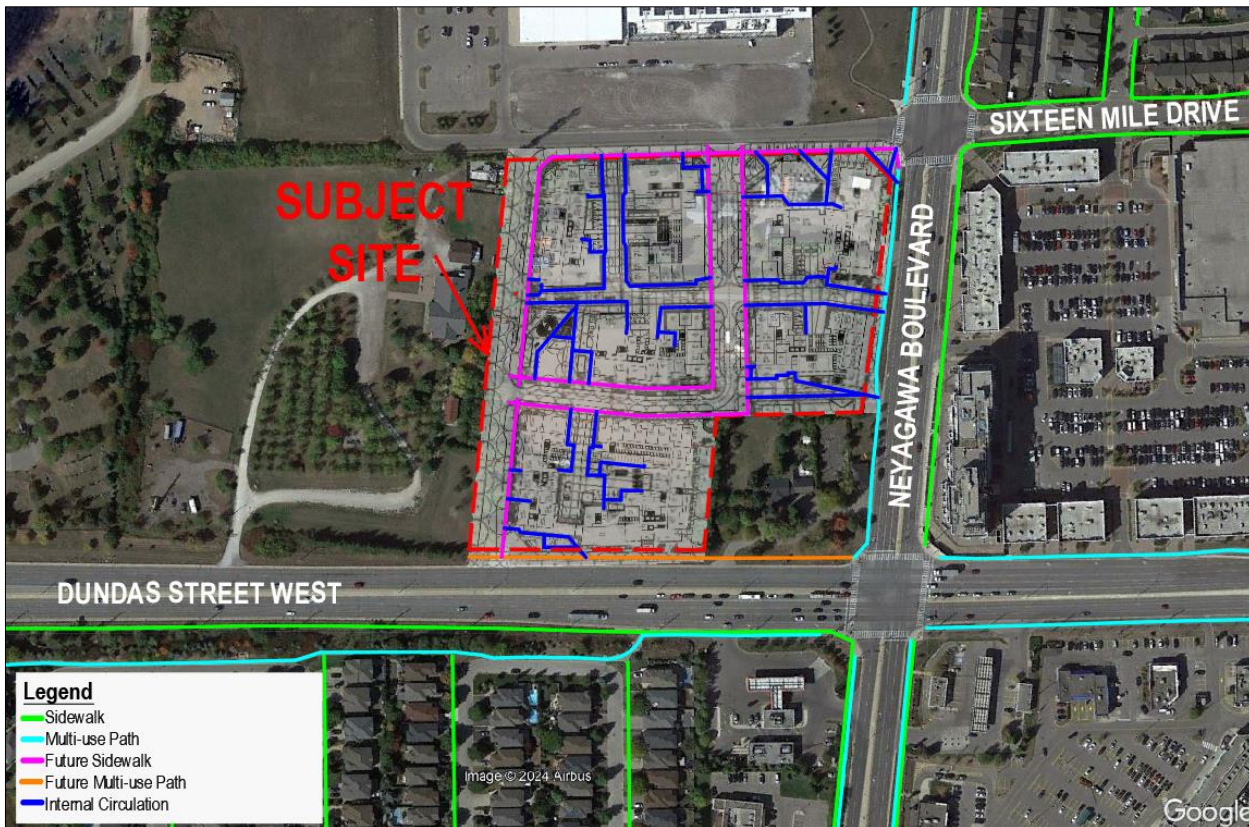 SIXTEEN MILE DRIVE
SUBJECT
SITE
NEYAGAWA BOULEVARD
DUNDAS STREET WEST
Legend
Sidewalk
Multi-use Path
Future Sidewalk
Future Multi-use Path
Internal Circulation
Image © 2024 Airbus
Google